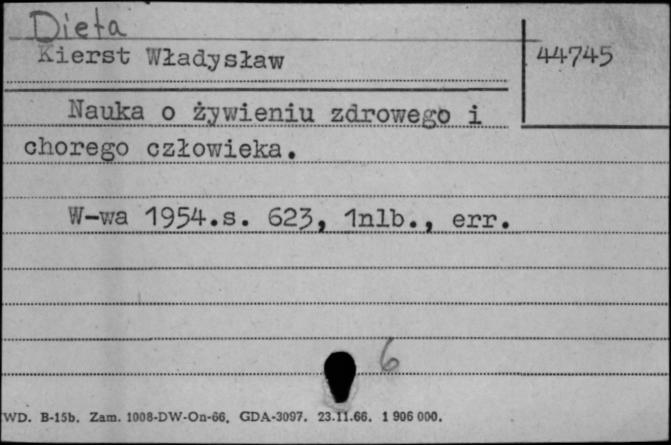 Dieta
Kierst Władysław
44745
Nauka o żywieniu zdrowego i
chorego człowieka.
W-wa 1954.s. 623, 1nlb., err.
6
WD. B-15b. Zam. 1008-DW-On-66. GDA-3097. 23.11.66. 1 906 000.